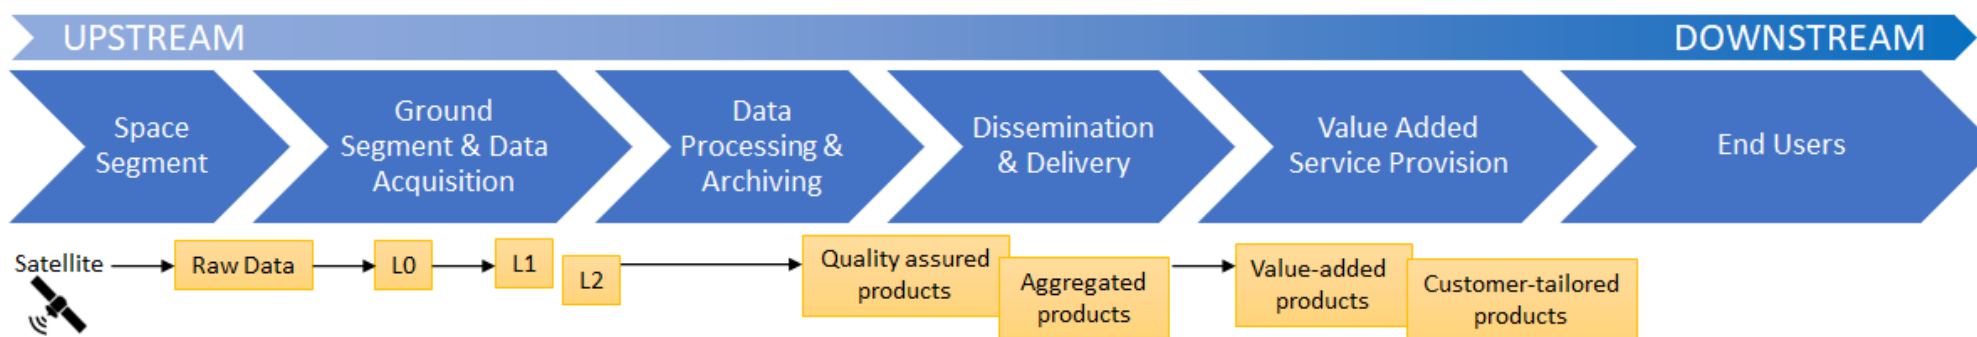 UPSTREAM
DOWNSTREAM
Space
Segment
Ground
Segment & Data
Acquisition
Data
Processing &
Archiving
Dissemination
& Delivery
Value Added
Service Provision
End Users
Satellite
Raw Data
L0
L1
L2
Quality assured
products
Aggregated
products
Value-added
products
Customer-tailored
products